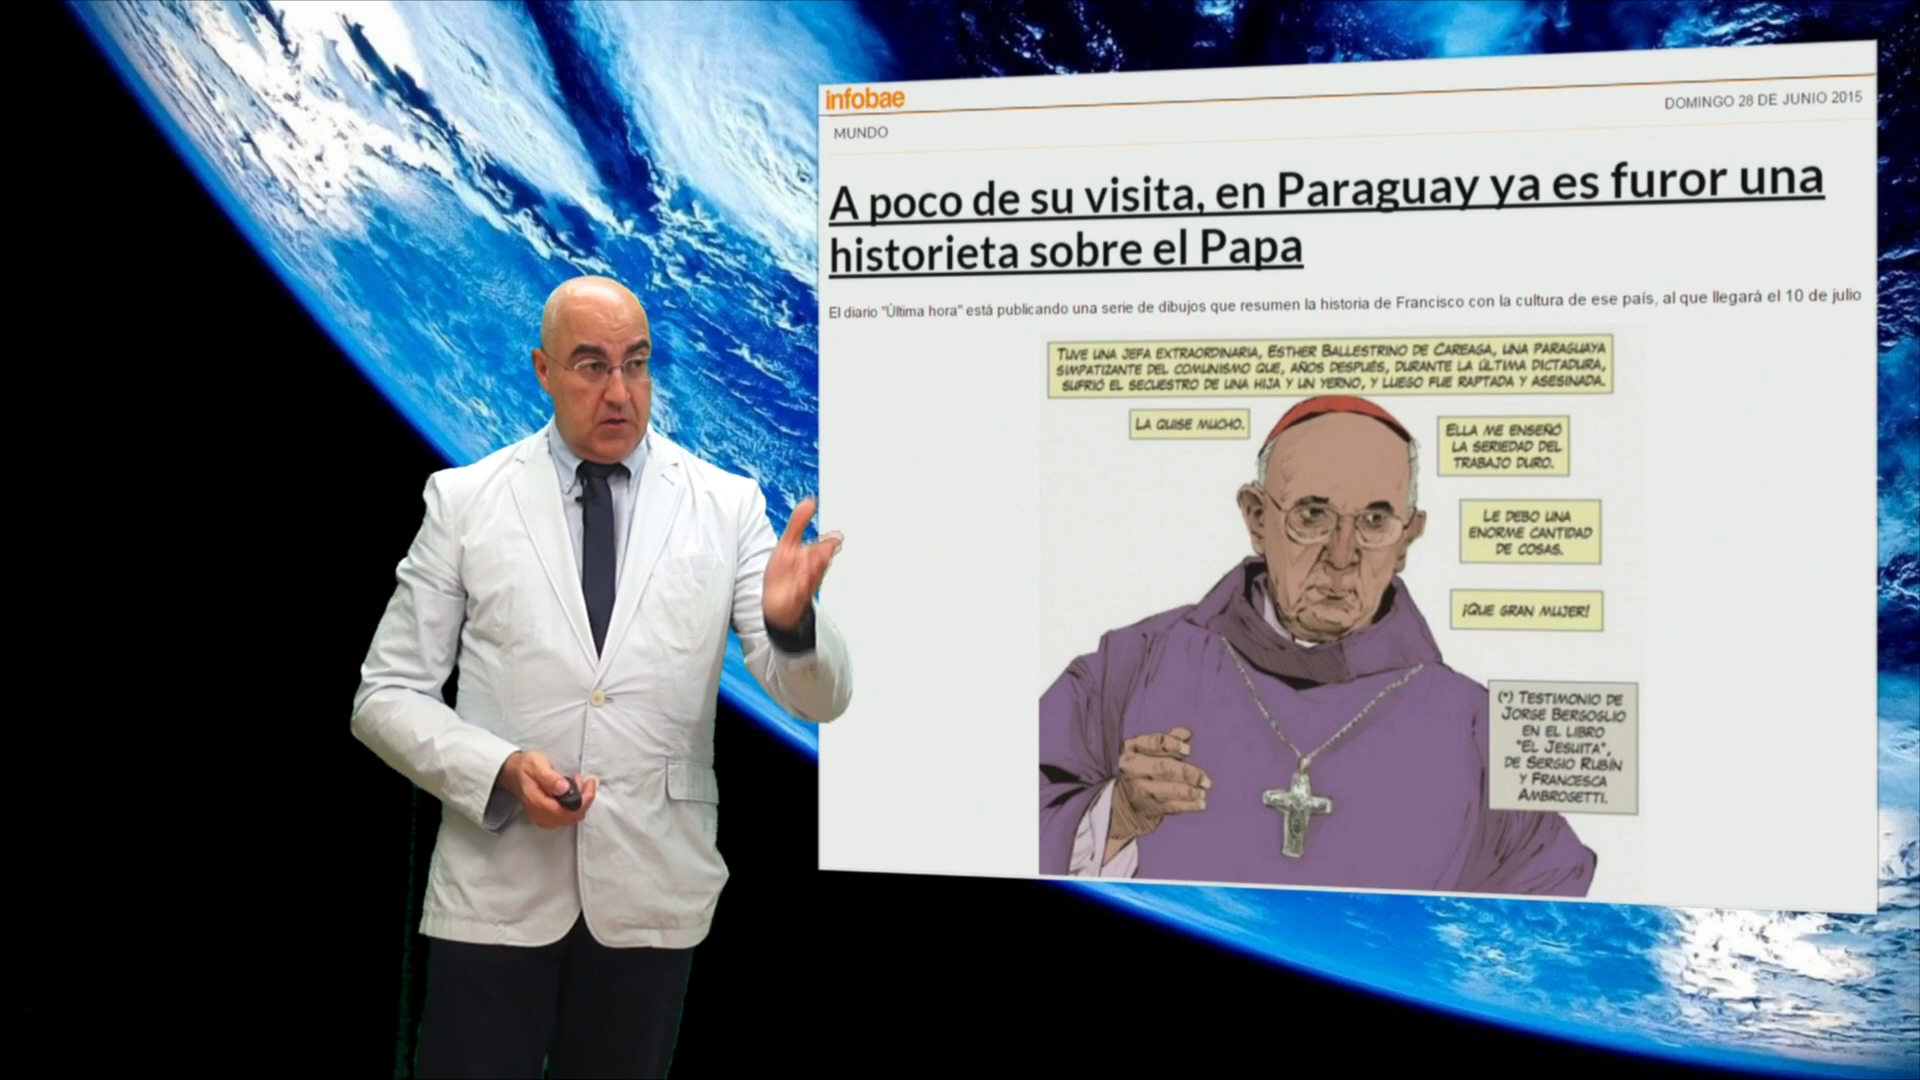 infobae
DOMINGO 28 DE JUNIO 2015
MUNDO
A poco de su visita, en Paraguay ya es furor una
historieta sobre el Papa
El diario "Última hora" está publicando una serie de dibujos que resumen la historia de Francisco con la cultura de ese país, al que llegará el 10 de julio
TUVE UNA JEFA EXTRAORDINARIA, ESTHER BALLESTRINO DE CAREAGA, UNA PARAGUAYA
SIMPATIZANTE DEL COMUNISMO QUE, AÑOS DESPUÉS, DURANTE LA ÚLTIMA DICTADURA,
SUFRIÓ EL SECUESTRO DE UNA HIJA Y UN YERNO, Y LUEGO FUE RAPTADA Y ASESINADA.
LA QUISE MUCHO.
ELLA ME ENSEÑÓ
LA SERIEDAD DEL
TRABAJO DURO.
LE DEBO UNA
ENORME CANTIDAD
DE COSAS.
¡QUE GRAN MUJER!
(*) TESTIMONIO DE
JORGE BERGOGLIO
EN EL LIBRO
"EL JESUITA",
DE SERGIO RUBÍN
Y FRANCESCA
AMBROGETTI.